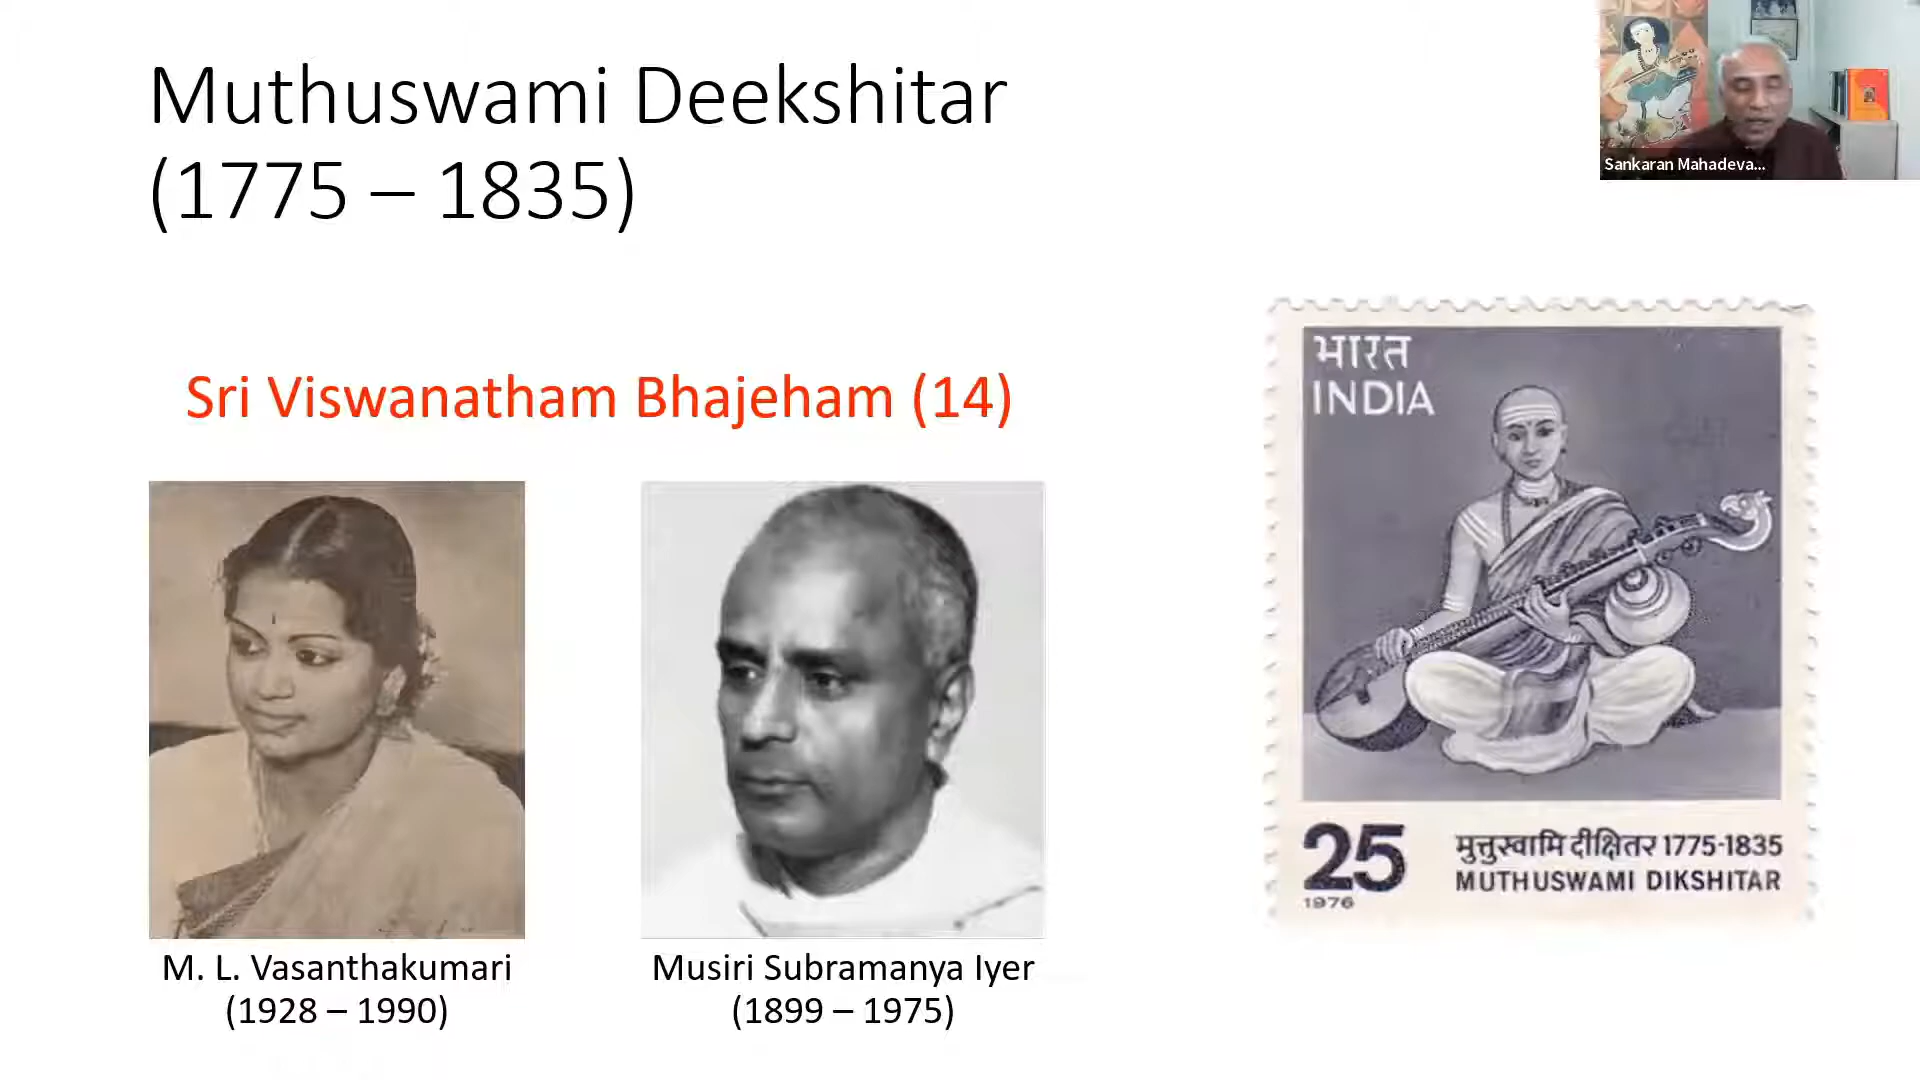 Muthuswami Deekshitar
(1775 – 1835)
Sankaran Mahadeva...
Sri Viswanatham Bhajeham (14)
भारत
INDIA
25
1976
मुत्तुस्वामि दीक्षितर 1775-1835
MUTHUSWAMI DIKSHITAR
M. L. Vasanthakumari
(1928 – 1990)
Musiri Subramanya Iyer
(1899 – 1975)